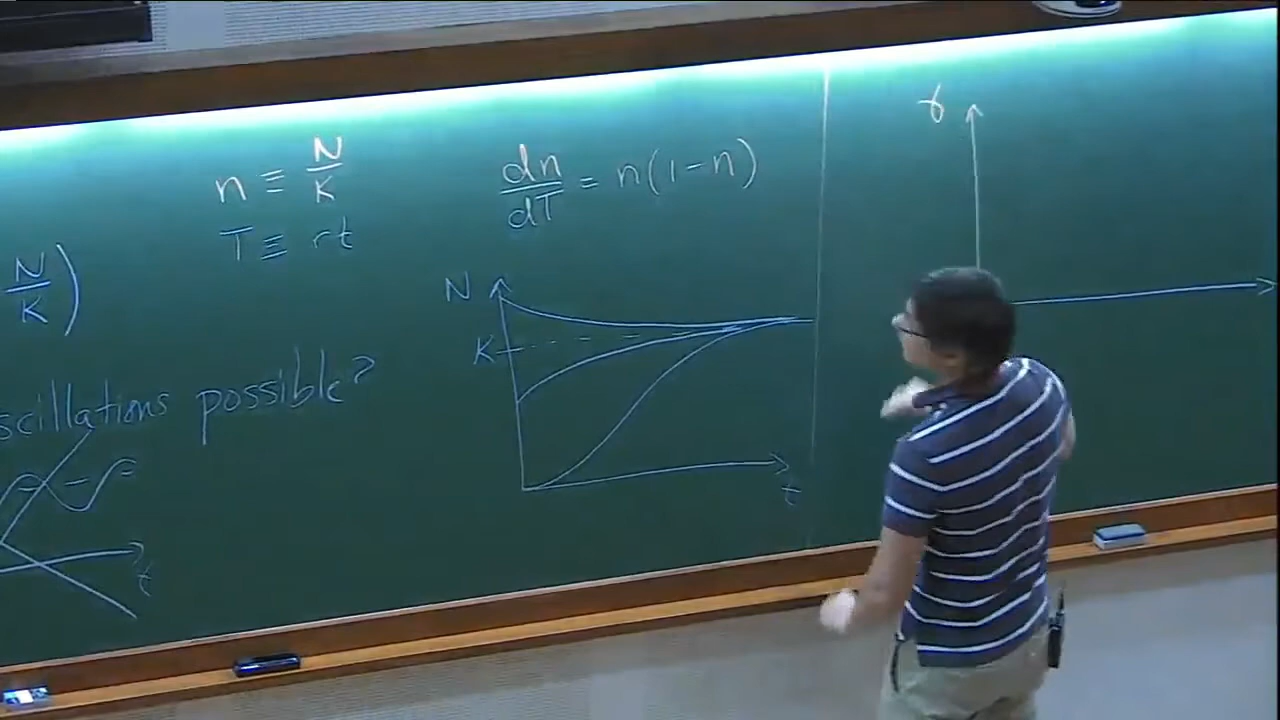 n ≡ N/K
T ≡ rt
N/K)
scillations possible?
t
dn/dT = n(1-n)
N
K
t
γ